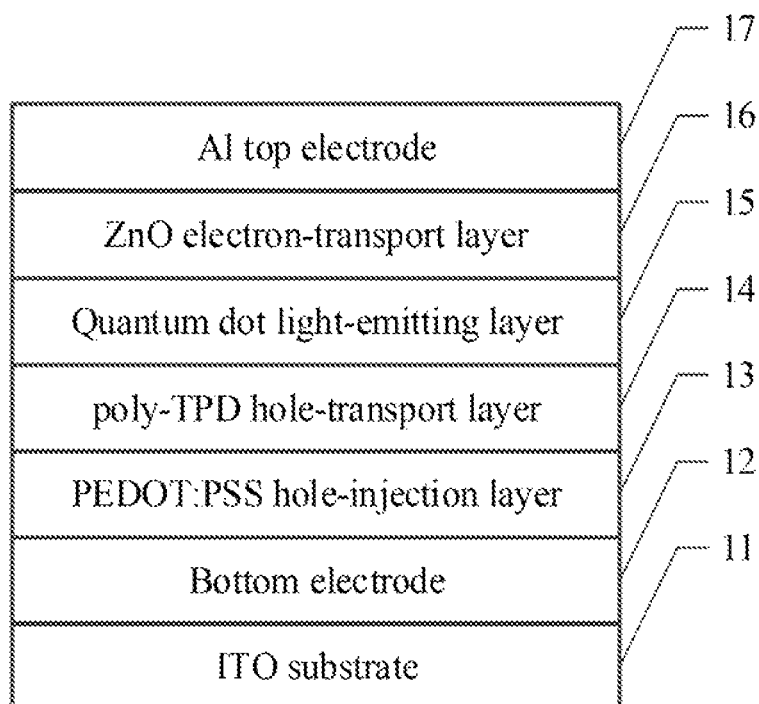 17
Al top electrode
16
ZnO electron-transport layer
15
Quantum dot light-emitting layer
14
poly-TPD hole-transport layer
13
PEDOT:PSS hole-injection layer
12
Bottom electrode
11
ITO substrate